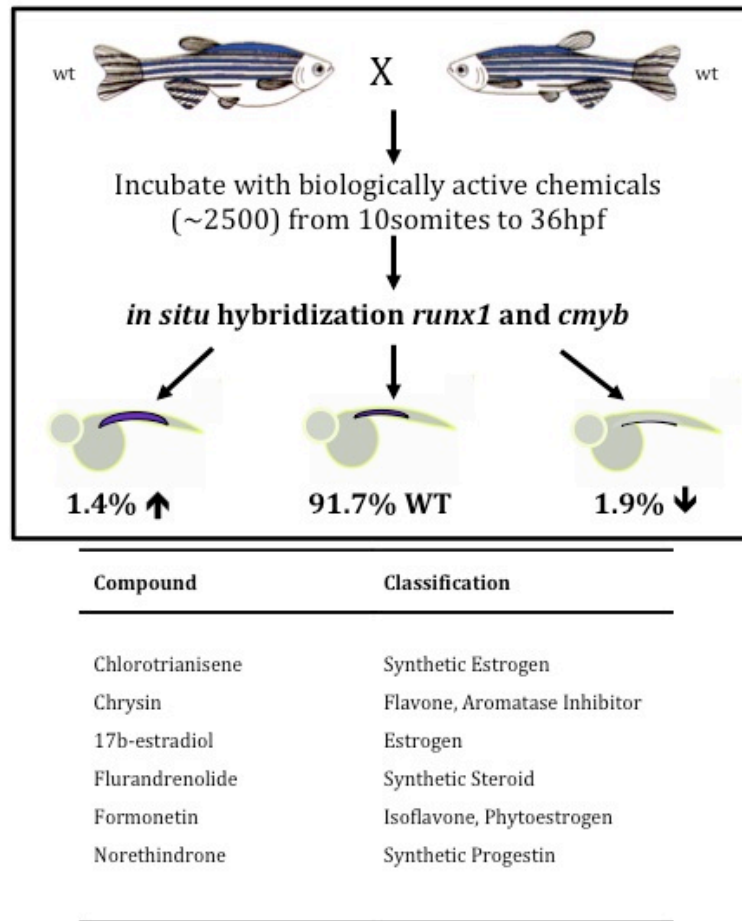 wt X wt
Incubate with biologically active chemicals
(~2500) from 10somites to 36hpf
in situ hybridization runx1 and cmyb
1.4% ↑ 91.7% WT 1.9% ↓
Compound Classification
Chlorotrianisene Synthetic Estrogen
Chrysin Flavone, Aromatase Inhibitor
17b-estradiol Estrogen
Flurandrenolide Synthetic Steroid
Formonetin Isoflavone, Phytoestrogen
Norethindrone Synthetic Progestin